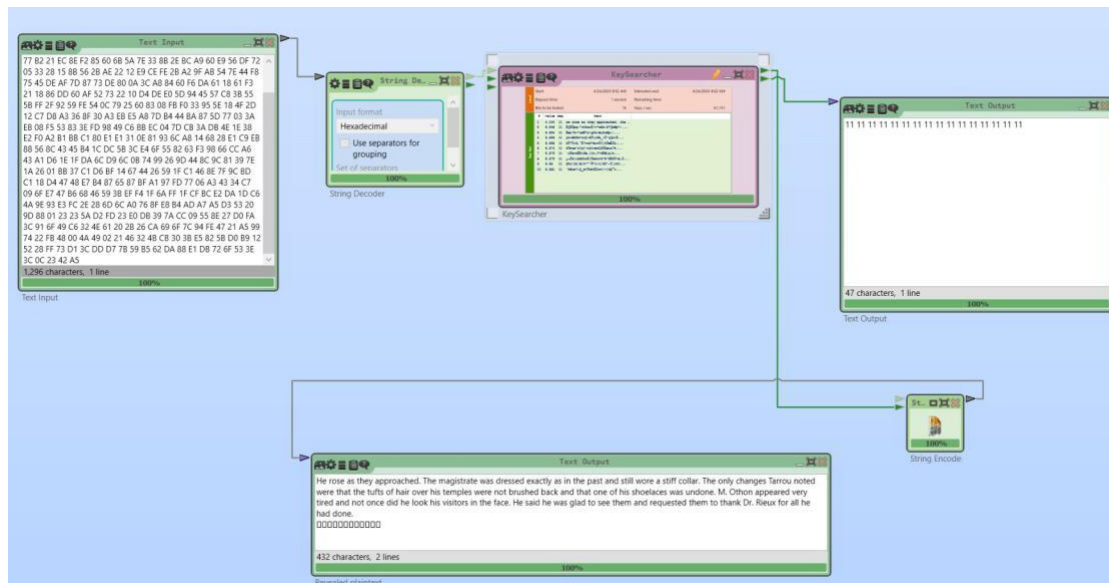 Text Input
77 B2 21 EC 8E F2 85 60 6B 5A 7E 33 8B 2E BC A9 60 E9 56 DF 72
05 33 28 15 8B 56 2B AE 22 12 E9 CE FE 2B A2 9F AB 54 7E 44 F8
75 45 DE AF 7D 87 73 DE 80 0A 3C A8 84 60 F6 DA 61 18 61 F3
21 18 86 DD 60 AF 52 73 22 10 D4 DE E0 5D 94 45 57 CB 3B 55
5B FF 2F 92 59 FE 54 0C 79 25 60 83 08 FB F0 33 95 5E 18 4F 2D
12 C7 D8 A3 36 8F 30 A3 EB E5 A8 7D B4 44 BA 87 5D 77 03 3A
EB 08 F5 53 83 3E FD 98 49 C6 8B EC 04 7D CB 3A DB 4E 1E 38
E2 F0 A2 B1 BB C1 80 E1 E1 31 0E 81 93 6C A8 14 68 28 E1 C9 EB
88 56 8C 43 45 B4 1C DC 5B 3C E4 6F 55 82 63 F3 98 66 CC A6
43 A1 D6 1E 1F DA 6C D9 6C 0B 74 99 26 9D 44 8C 9C 81 39 7E
1A 26 01 BB 37 C1 D6 BF 14 67 44 26 59 1F C1 46 8E 7F 9C BD
C1 18 D4 47 48 E7 B4 87 65 87 BF A1 97 FD 77 06 A3 43 34 C7
09 6F E7 47 B6 6B 46 59 3B EF F4 1F 6A FF 1F CF BC E2 DA 1D C6
4A 9E 93 E3 FC 2E 28 6D 6C A0 76 8F E8 B4 AD A7 A5 D3 53 20
9D 88 01 23 23 5A D2 FD 23 E0 DB 39 7A CC 09 55 8E 27 D0 FA
3C 91 6F 49 C6 32 4E 61 20 2B 26 CA 69 6F 7C 94 FE 47 21 A5 99
74 22 FB 48 00 4A 49 02 21 46 32 4B CB 30 3B E5 82 5B D0 B9 12
52 28 FF 73 D1 3C DD D7 7B 59 B5 62 DA 88 E1 DB 72 6F 53 3E
3C 0C 23 42 A5
1,296 characters, 1 line
100%
Text Input
String De...
Input format
Hexadecimal
Use separators for
grouping
Set of separators
100%
String Decoder
KeySearcher
100%
KeySearcher
Text Output
11 11 11 11 11 11 11 11 11 11 11 11 11 11 11 11
47 characters, 1 line
100%
Text Output
St...
100%
String Encode
Text Output
He rose as they approached. The magistrate was dressed exactly as in the past and still wore a stiff collar. The only changes Tarrou noted
were that the tufts of hair over his temples were not brushed back and that one of his shoelaces was undone. M. Othon appeared very
tired and not once did he look his visitors in the face. He said he was glad to see them and requested them to thank Dr. Rieux for all he
had done.
432 characters, 2 lines
100%
Revealed plaintext